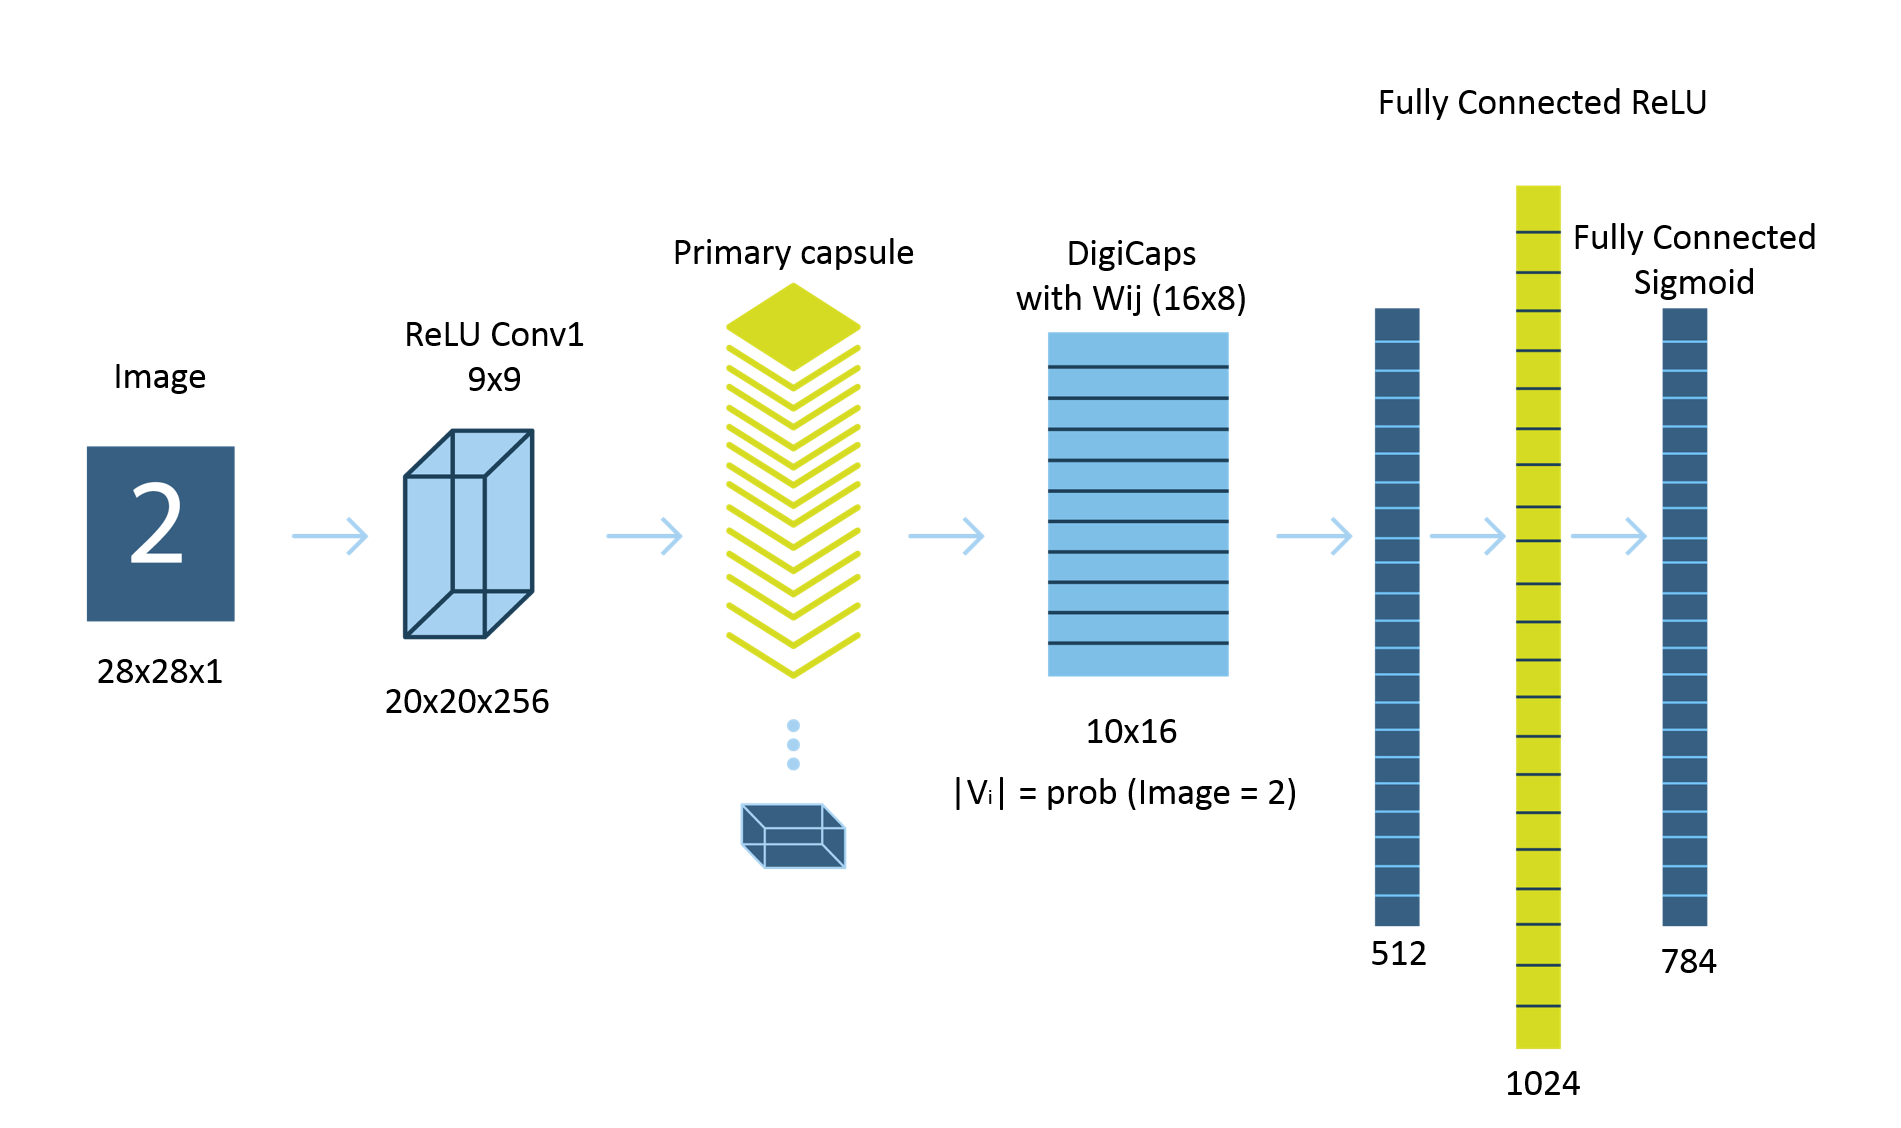 Image
2
28x28x1
ReLU Conv1
9x9
20x20x256
Primary capsule
DigiCaps
with Wij (16x8)
10x16
|Vᵢ| = prob (Image = 2)
Fully Connected ReLU
512
1024
Fully Connected
Sigmoid
784